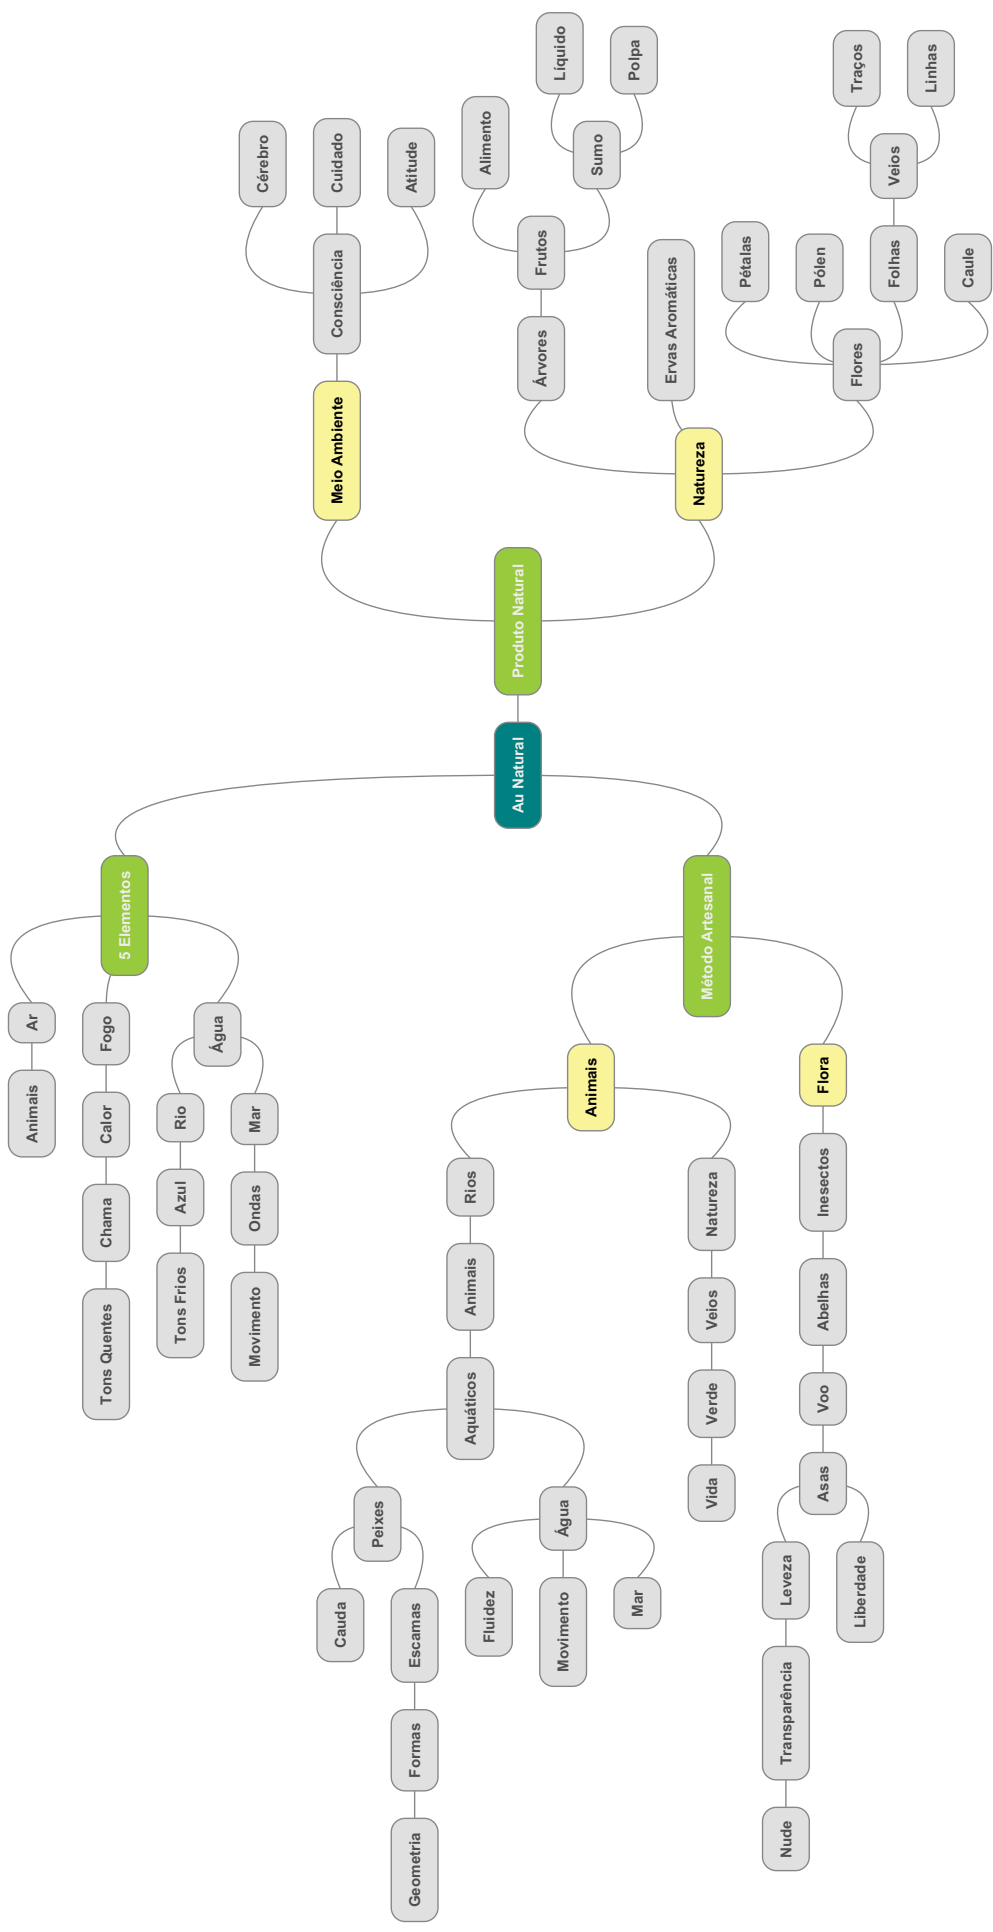 Au Natural
Produto Natural
Meio Ambiente
Consciência
Cérebro
Cuidado
Atitude
Natureza
Árvores
Frutos
Alimento
Sumo
Líquido
Polpa
Ervas Aromáticas
Flores
Pétalas
Pólen
Folhas
Veios
Traços
Linhas
Caule
5 Elementos
Ar
Animais
Fogo
Calor
Chama
Tons Quentes
Água
Rio
Azul
Tons Frios
Mar
Ondas
Movimento
Método Artesanal
Animais
Rios
Animais
Aquáticos
Peixes
Cauda
Escamas
Formas
Geometria
Água
Fluidez
Movimento
Mar
Natureza
Veios
Verde
Vida
Flora
Inesectos
Abelhas
Voo
Asas
Leveza
Transparência
Nude
Liberdade